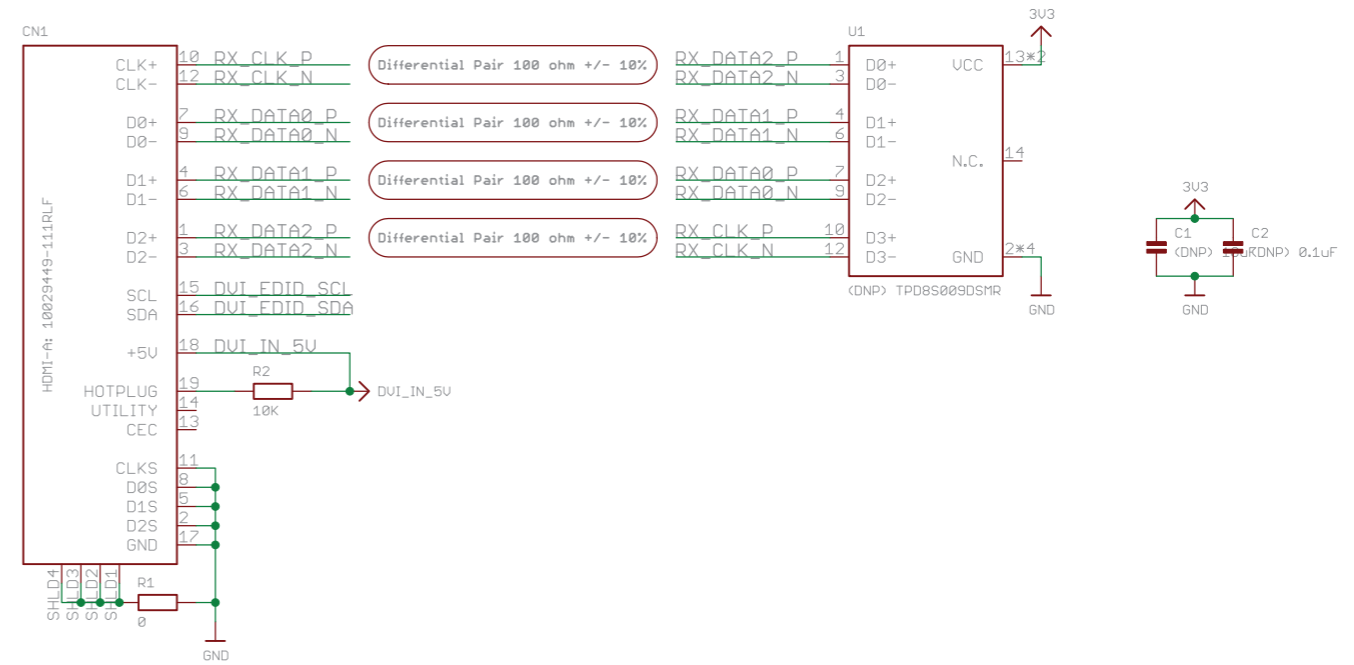 CN1
HDMI-A: 10029449-111RLF
CLK+ 10 RX_CLK_P
CLK- 12 RX_CLK_N
D0+ 7 RX_DATA0_P
D0- 9 RX_DATA0_N
D1+ 4 RX_DATA1_P
D1- 6 RX_DATA1_N
D2+ 1 RX_DATA2_P
D2- 3 RX_DATA2_N
SCL 15 DVI_EDID_SCL
SDA 16 DVI_EDID_SDA
+5V 18 DVI_IN_5V
HOTPLUG 19
R2
10K
DVI_IN_5V
UTILITY 14
CEC 13
CLKS 11
D0S 8
D1S 5
D2S 2
GND 17
SHLD4
SHLD3
SHLD2
SHLD1
R1
0
GND
Differential Pair 100 ohm +/- 10%
Differential Pair 100 ohm +/- 10%
Differential Pair 100 ohm +/- 10%
Differential Pair 100 ohm +/- 10%
U1
RX_DATA2_P 1 D0+
RX_DATA2_N 3 D0-
RX_DATA1_P 4 D1+
RX_DATA1_N 6 D1-
RX_DATA0_P 7 D2+
RX_DATA0_N 9 D2-
RX_CLK_P 10 D3+
RX_CLK_N 12 D3-
3V3
VCC 13*2
N.C. 14
GND 2*4
GND
(DNP) TPD8S009DSMR
3V3
C1
(DNP)
C2
(DNP) 0.1uF
GND